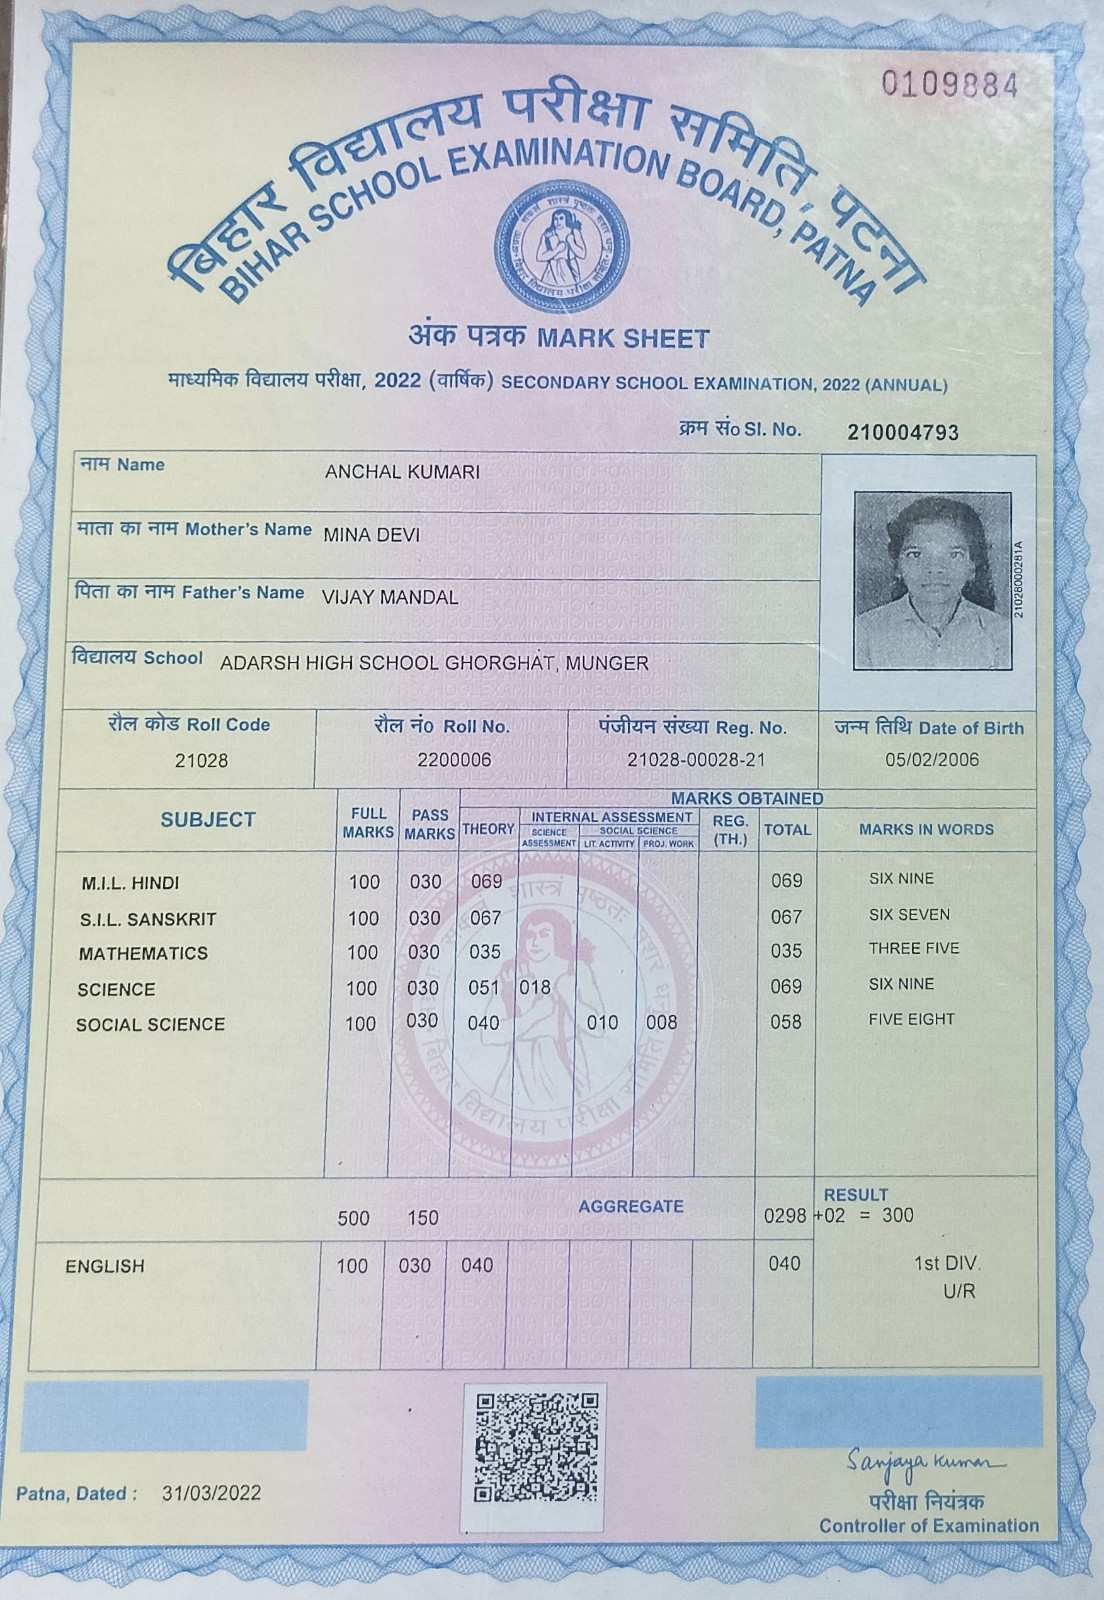 0109884
बिहार विद्यालय परीक्षा समिति, पटना
BIHAR SCHOOL EXAMINATION BOARD, PATNA
अंक पत्रक MARK SHEET
माध्यमिक विद्यालय परीक्षा, 2022 (वार्षिक) SECONDARY SCHOOL EXAMINATION, 2022 (ANNUAL)
क्रम सं० Sl. No. 210004793
नाम Name ANCHAL KUMARI
माता का नाम Mother's Name MINA DEVI
पिता का नाम Father's Name VIJAY MANDAL
210280000281A
विद्यालय School ADARSH HIGH SCHOOL GHORGHAT, MUNGER
रौल कोड Roll Code रौल नं० Roll No. पंजीयन संख्या Reg. No. जन्म तिथि Date of Birth
21028 2200006 21028-00028-21 05/02/2006
SUBJECT FULL MARKS PASS MARKS MARKS OBTAINED
THEORY INTERNAL ASSESSMENT REG. (TH.) TOTAL MARKS IN WORDS
SCIENCE ASSESSMENT SOCIAL SCIENCE
LIT. ACTIVITY PROJ. WORK
M.I.L. HINDI 100 030 069 069 SIX NINE
S.I.L. SANSKRIT 100 030 067 067 SIX SEVEN
MATHEMATICS 100 030 035 035 THREE FIVE
SCIENCE 100 030 051 018 069 SIX NINE
SOCIAL SCIENCE 100 030 040 010 008 058 FIVE EIGHT
बिहार विद्यालय परीक्षा समिति
RESULT
500 150 AGGREGATE 0298 +02 = 300
ENGLISH 100 030 040 040 1st DIV.
U/R
Sanjaya Kumar
Patna, Dated : 31/03/2022
परीक्षा नियंत्रक
Controller of Examination